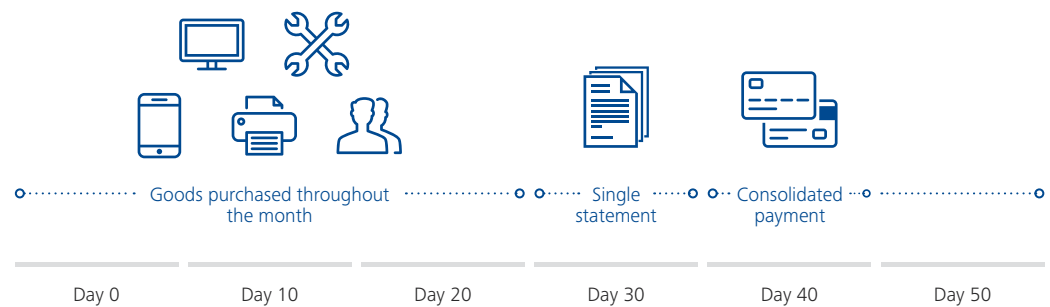 Goods purchased throughout
the month
Single
statement
Consolidated
payment
Day 0
Day 10
Day 20
Day 30
Day 40
Day 50